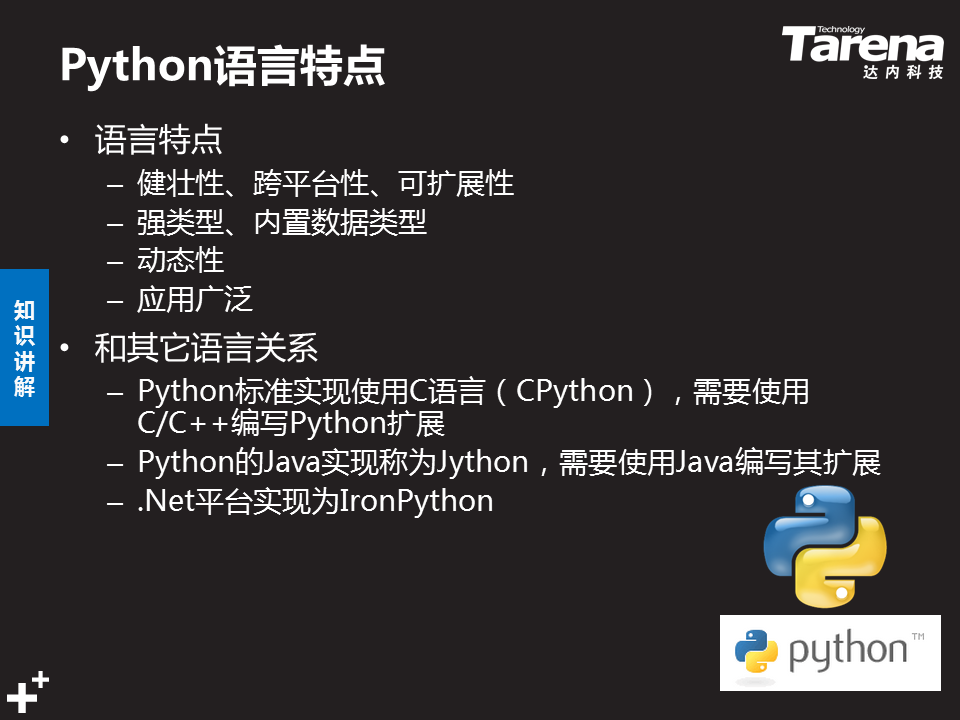 Python语言特点
Technology
Tarena
达内科技
• 语言特点
– 健壮性、跨平台性、可扩展性
– 强类型、内置数据类型
– 动态性
– 应用广泛
知识讲解
• 和其它语言关系
– Python标准实现使用C语言（CPython），需要使用
C/C++编写Python扩展
– Python的Java实现称为Jython，需要使用Java编写其扩展
– .Net平台实现为IronPython
python™